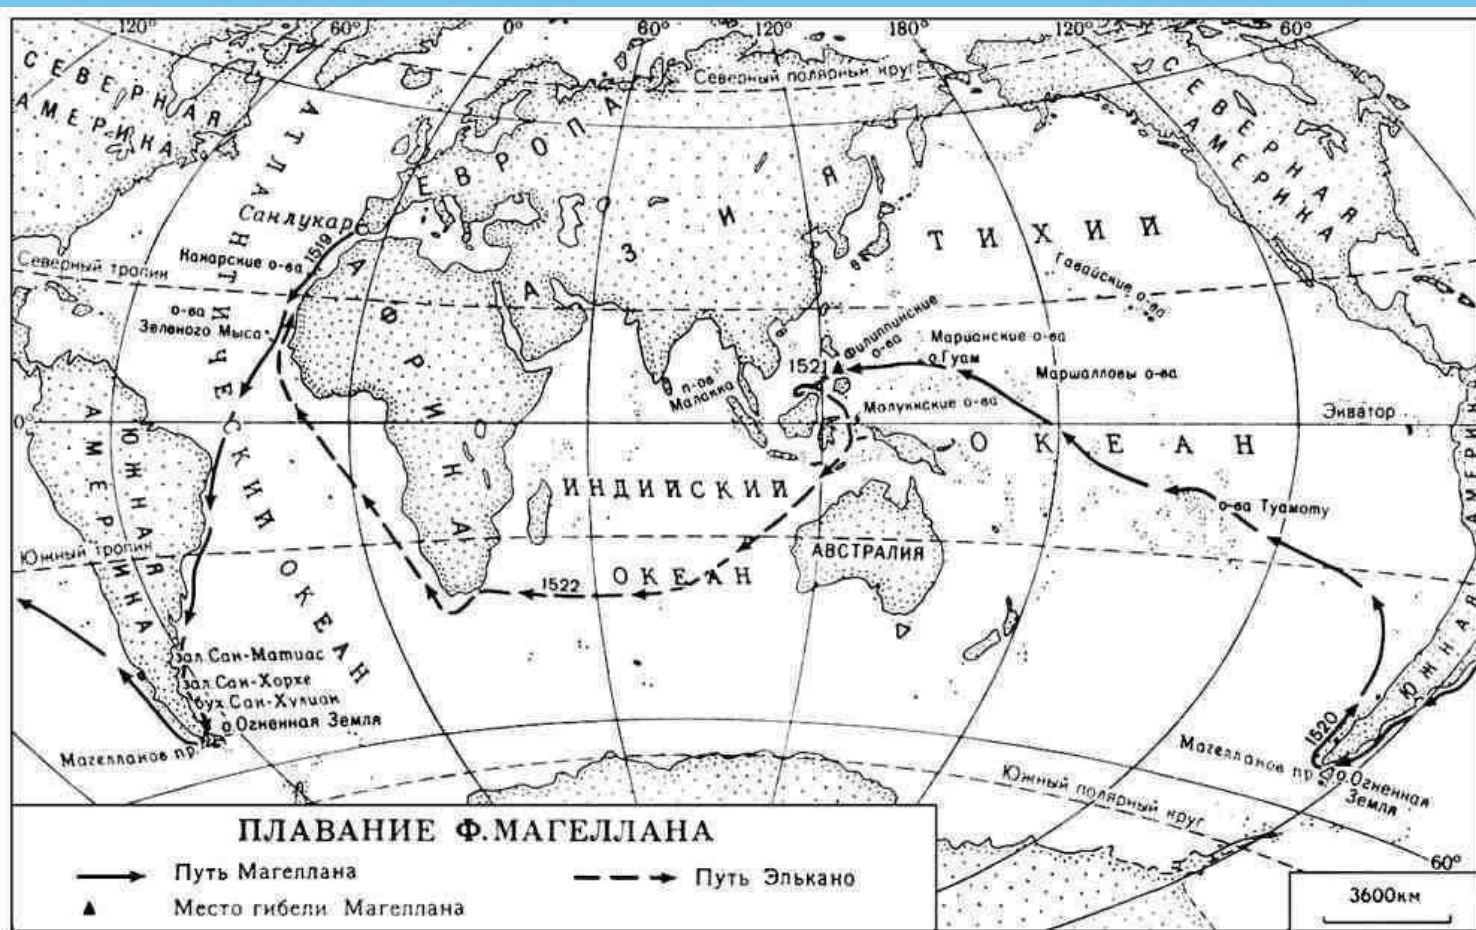 120°
60°
0°
60°
120°
180°
120°
60°
СЕВЕРНАЯ
АМЕРИКА
АТЛАНТИЧЕСКИЙ ОКЕАН
Северный полярный круг
СЕВЕРНАЯ
АМЕРИКА
ЕВРОПА
АЗИЯ
Санлукар
1519
Канарские о-ва
Северный тропик
о-ва
Зеленого Мыса
АФРИКА
ТИХИЙ
Гавайские о-ва
Филиппинские
о-ва
Марианские о-ва
о.Гуам
1521
Маршалловы о-ва
п-ов
Малакка
Молуккские о-ва
0°
Экватор
ЮЖНАЯ
АМЕРИКА
ОКЕАН
ИНДИЙСКИЙ
о-ва Туамоту
Южный тропик
АВСТРАЛИЯ
1522
ОКЕАН
зал.Сан-Матиас
зал.Сан-Хорхе
бух.Сан-Хулиан
о.Огненная Земля
Магелланов пр.
ЮЖНАЯ
АМЕРИ
1520
Магелланов пр.
о.Огненная
Земля
Южный полярный круг
60°
ПЛАВАНИЕ Ф.МАГЕЛЛАНА
Путь Магеллана
Путь Элькано
Место гибели Магеллана
3600км